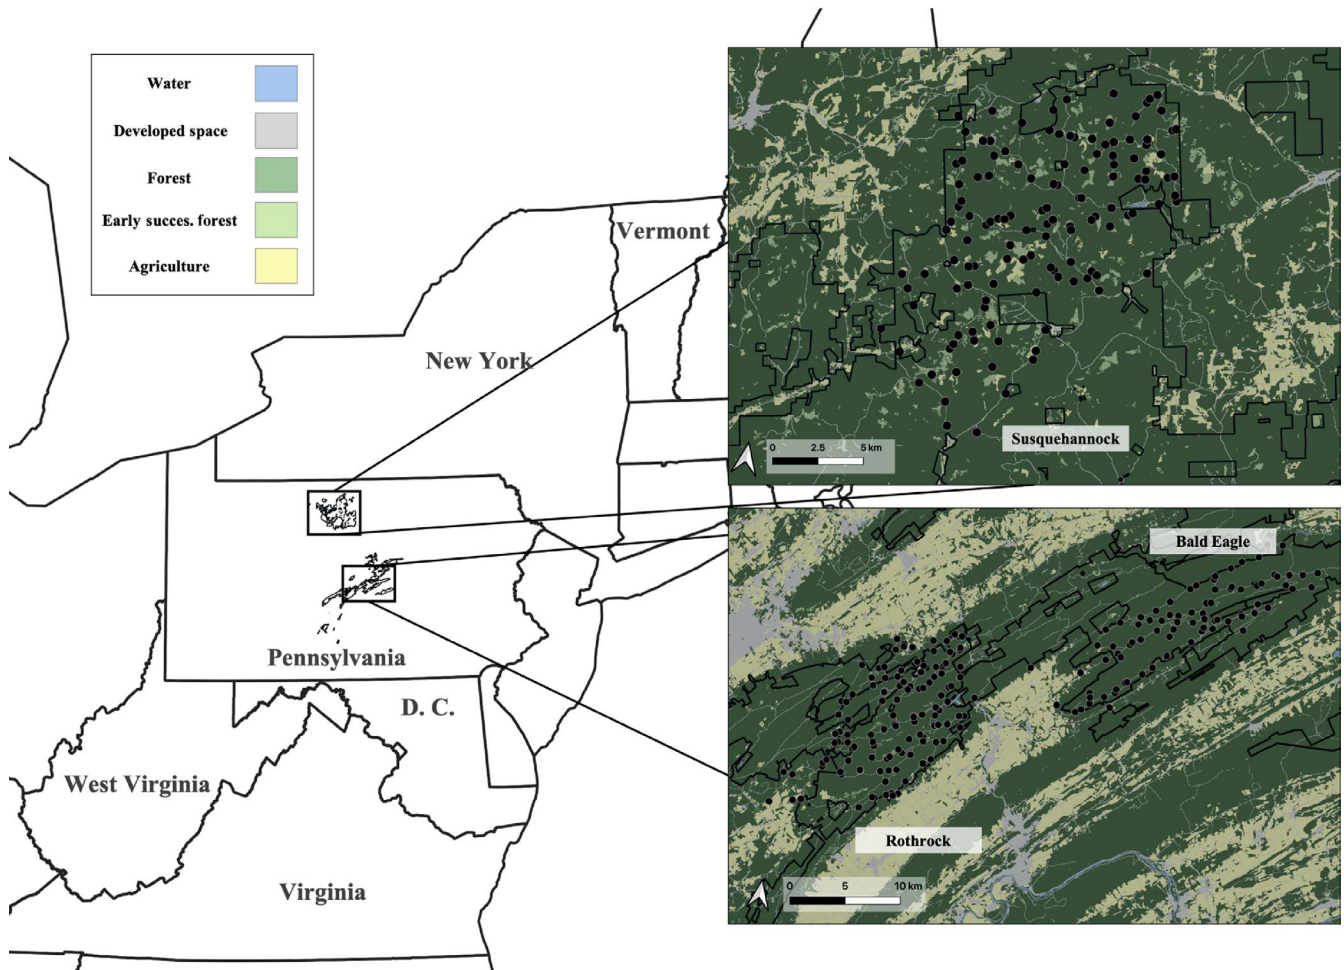 Water
Developed space
Forest
Early succes. forest
Agriculture
Vermont
New York
Pennsylvania
D. C.
West Virginia
Virginia
Susquehannock
0 2.5 5 km
Bald Eagle
Rothrock
0 5 10 km